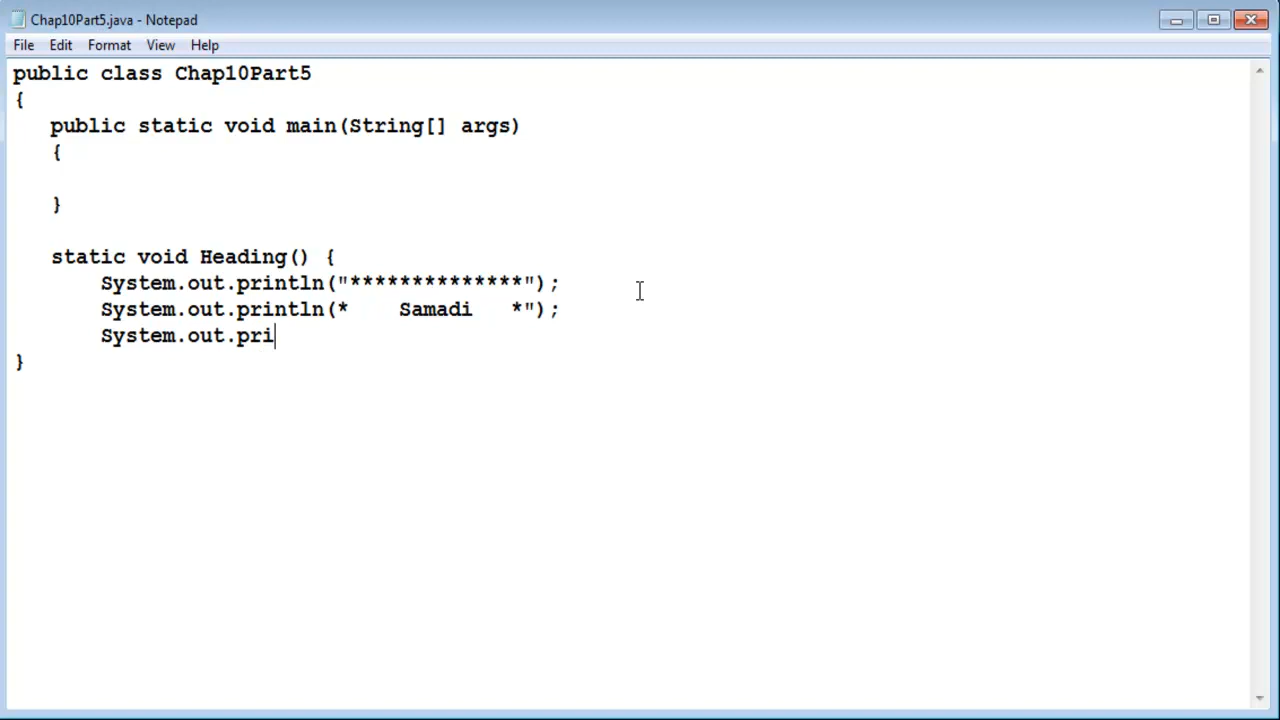 Chap10Part5.java - Notepad
File Edit Format View Help
public class Chap10Part5
{
   public static void main(String[] args)
   {
   }
   static void Heading() {
       System.out.println("**************");
       System.out.println(*    Samadi   *");
       System.out.pri
}